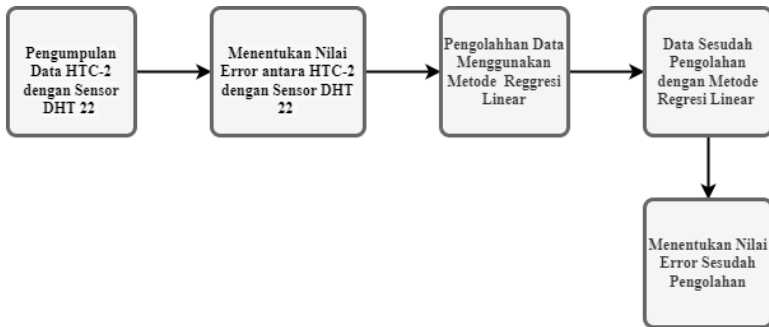 Pengumpulan
Data HTC-2
dengan Sensor
DHT 22
Menentukan Nilai
Error antara HTC-2
dengan Sensor DHT
22
Pengolahhan Data
Menggunakan
Metode Reggresi
Linear
Data Sesudah
Pengolahan
dengan Metode
Regresi Linear
Menentukan Nilai
Error Sesudah
Pengolahan